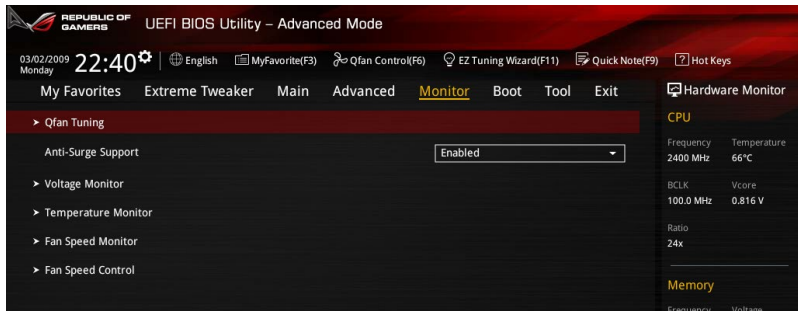 REPUBLIC OF
GAMERS
UEFI BIOS Utility – Advanced Mode
03/02/2009
Monday
22:40
English
MyFavorite(F3)
Qfan Control(F6)
EZ Tuning Wizard(F11)
Quick Note(F9)
? Hot Keys
My Favorites
Extreme Tweaker
Main
Advanced
Monitor
Boot
Tool
Exit
Hardware Monitor
> Qfan Tuning
Anti-Surge Support
Enabled
> Voltage Monitor
> Temperature Monitor
> Fan Speed Monitor
> Fan Speed Control
CPU
Frequency Temperature
2400 MHz 66°C
BCLK Vcore
100.0 MHz 0.816 V
Ratio
24x
Memory
Frequency Voltage